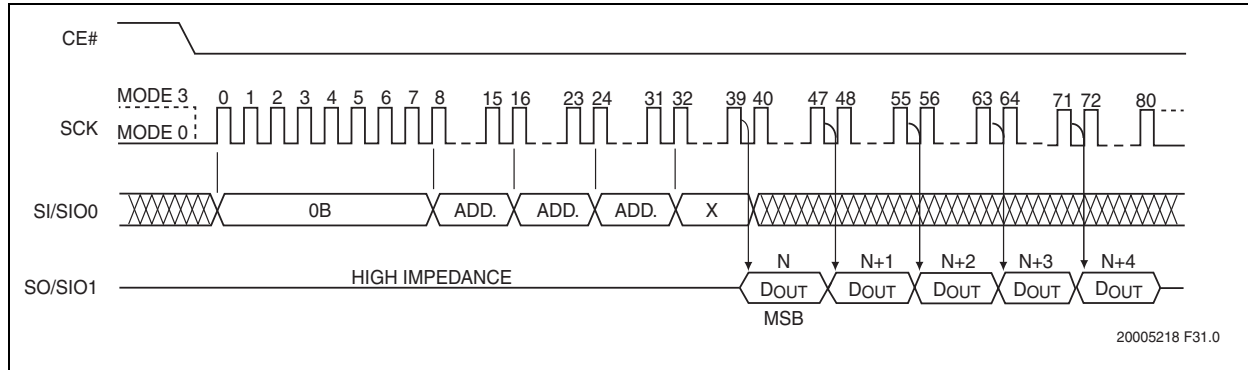 CE#
MODE 3
0 1 2 3 4 5 6 7 8 15 16 23 24 31 32 39 40 47 48 55 56 63 64 71 72 80
SCK
MODE 0
SI/SIO0
0B ADD. ADD. ADD. X
N N+1 N+2 N+3 N+4
HIGH IMPEDANCE
SO/SIO1
DOUT DOUT DOUT DOUT DOUT
MSB
20005218 F31.0